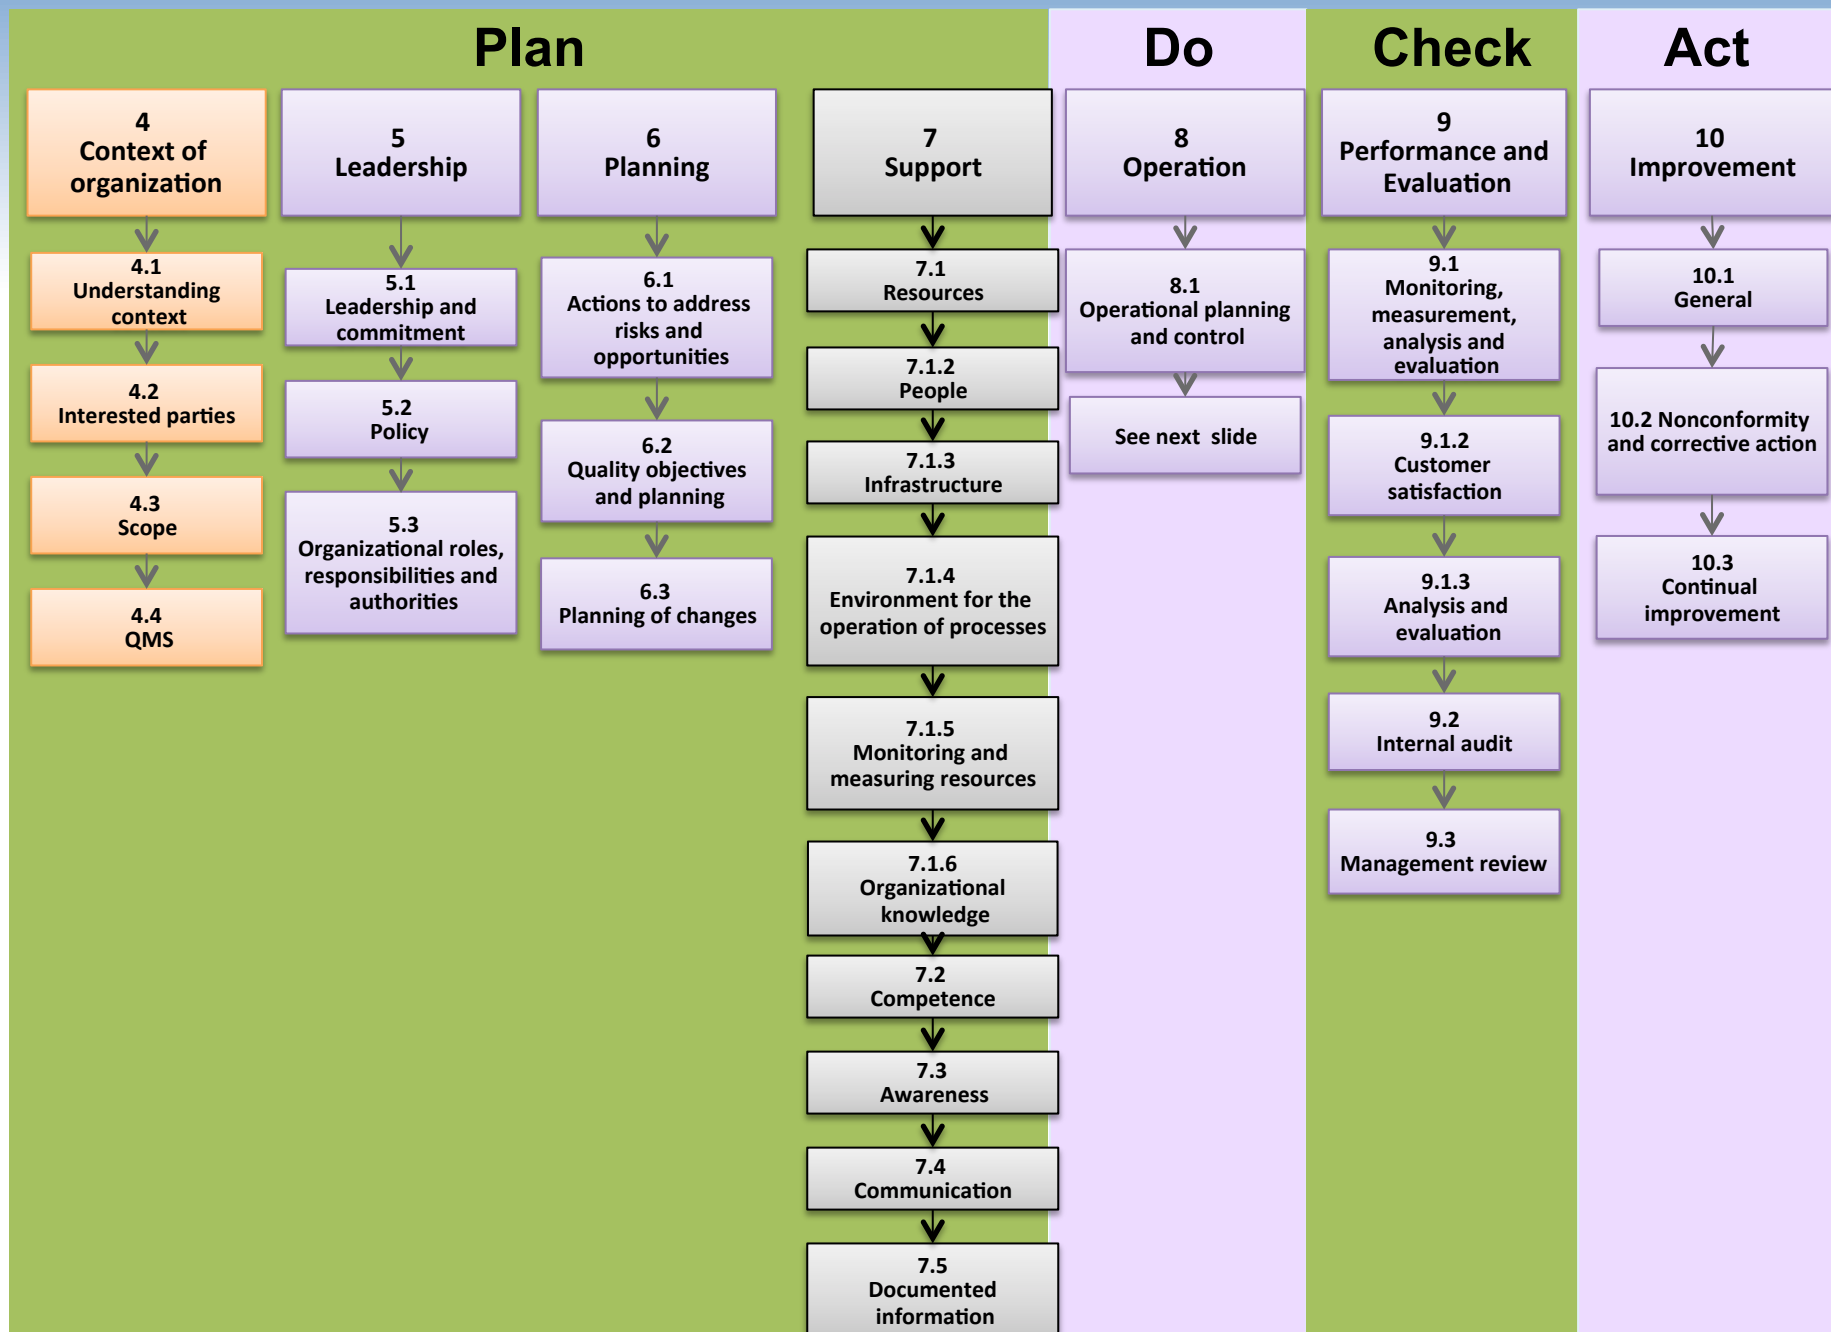 Plan
Do
Check
Act
4
Context of
organization
4.1
Understanding
context
4.2
Interested parties
4.3
Scope
4.4
QMS
5
Leadership
5.1
Leadership and
commitment
5.2
Policy
5.3
Organizational roles,
responsibilities and
authorities
6
Planning
6.1
Actions to address
risks and
opportunities
6.2
Quality objectives
and planning
6.3
Planning of changes
7
Support
7.1
Resources
7.1.2
People
7.1.3
Infrastructure
7.1.4
Environment for the
operation of processes
7.1.5
Monitoring and
measuring resources
7.1.6
Organizational
knowledge
7.2
Competence
7.3
Awareness
7.4
Communication
7.5
Documented
information
8
Operation
8.1
Operational planning
and control
See next slide
9
Performance and
Evaluation
9.1
Monitoring,
measurement,
analysis and
evaluation
9.1.2
Customer
satisfaction
9.1.3
Analysis and
evaluation
9.2
Internal audit
9.3
Management review
10
Improvement
10.1
General
10.2 Nonconformity
and corrective action
10.3
Continual
improvement